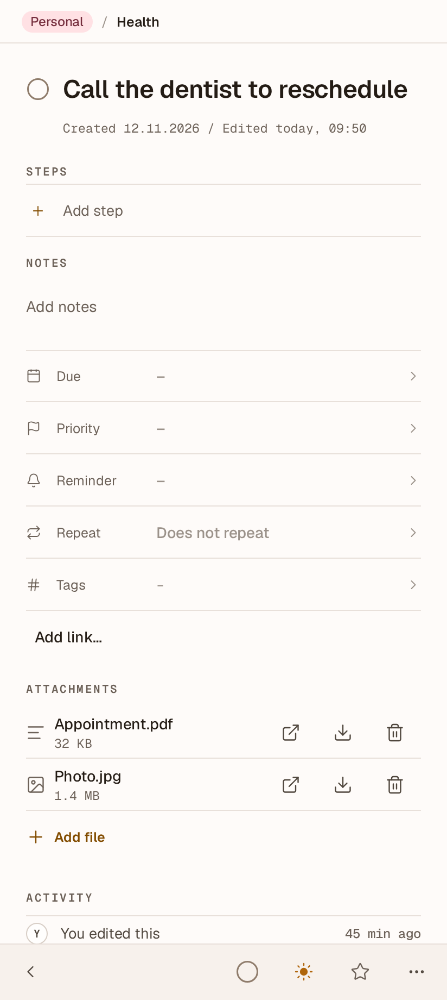 Personal / Health
Call the dentist to reschedule
Created 12.11.2026 / Edited today, 09:50
STEPS
+ Add step
NOTES
Add notes
Due –
Priority –
Reminder –
Repeat Does not repeat
Tags -
Add link...
ATTACHMENTS
Appointment.pdf
32 KB
Photo.jpg
1.4 MB
+ Add file
ACTIVITY
Y You edited this 45 min ago